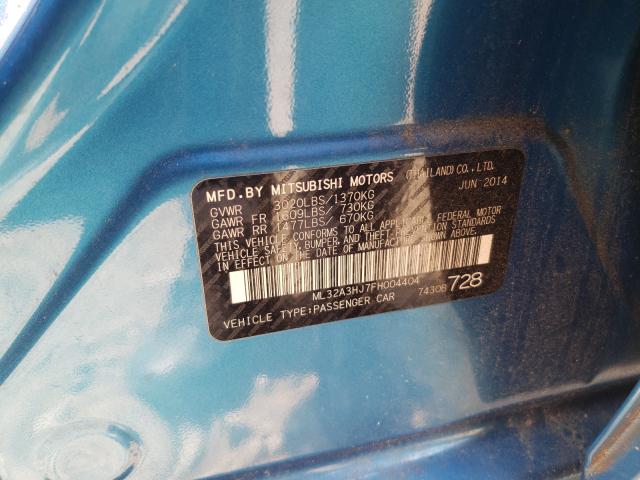 MFD.BY MITSUBISHI MOTORS (THAILAND) CO., LTD.
JUN 2014
GVWR 3020LBS/1370KG
GAWR FR 1609LBS/ 730KG
GAWR RR 1477LBS/ 670KG
THIS VEHICLE CONFORMS TO ALL APPLICABLE FEDERAL MOTOR
VEHICLE SAFETY, BUMPER AND THEFT PREVENTION STANDARDS
IN EFFECT ON THE DATE OF MANUFACTURE SHOWN ABOVE.
ML32A3HJ7FH004404
74308 728
VEHICLE TYPE:PASSENGER CAR